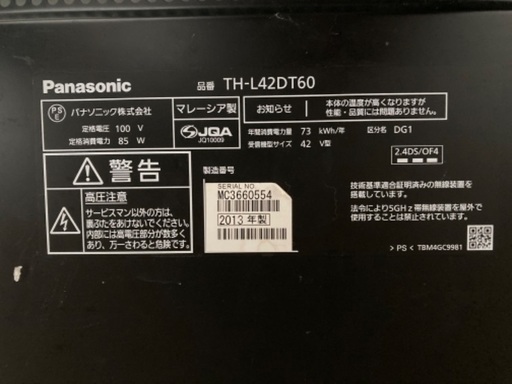 Panasonic
品番 TH-L42DT60
PSE
パナソニック株式会社
定格電圧 100 V
定格消費電力 85 W
マレーシア製
JQA
JQ10009
お知らせ
本体の温度が高くなりますが
性能・品質には問題ありません。
年間消費電力量 73 kWh/年 区分名 DG1
受信機型サイズ 42 V型
2.4DS/OF4
警告
高圧注意
サービスマン以外の方は、
裏ぶたをあけないでください。
内部には高電圧部分が数多く
あり、万一さわると危険です。
製造番号
SERIAL NO
MC3660554
2013 年製
技術基準適合証明済みの無線装置を
搭載しています。
法令により5GHz帯無線装置を屋外で
使用することは禁止されています。
> PS < TBM4GC9981